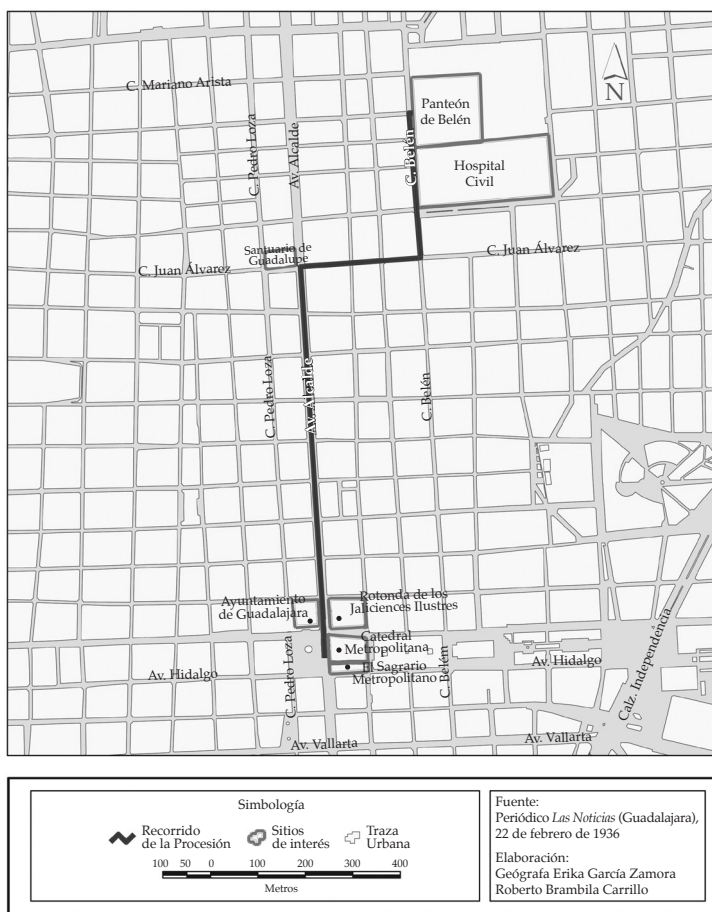 C. Mariano Arista
C. Pedro Loza
Av. Alcalde
C. Belén
Panteón
de Belén
N
Hospital
Civil
Santuario de
Guadalupe
C. Juan Álvarez
C. Juan Álvarez
C. Pedro Loza
Av. Alcalde
C. Belén
Ayuntamiento
de Guadalajara
Rotonda de los
Jaliciences Ilustres
Catedral
Metropolitana
El Sagrario
Metropolitano
C. Pedro Loza
C. Belém
Av. Hidalgo
Av. Hidalgo
Calz. Independencia
Av. Vallarta
Av. Vallarta
Simbología
Recorrido
de la Procesión
Sitios
de interés
Traza
Urbana
100 50 0 100 200 300 400
Metros
Fuente:
Periódico Las Noticias (Guadalajara),
22 de febrero de 1936
Elaboración:
Geógrafa Erika García Zamora
Roberto Brambila Carrillo